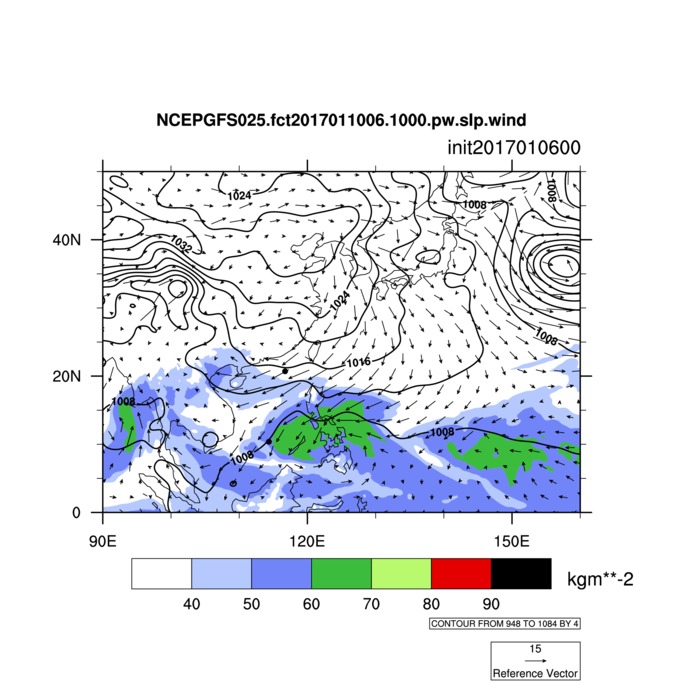 NCEPGFS025.fct2017011006.1000.pw.slp.wind
init2017010600
1024
1008
1008
1032
40N
1024
1008
1016
20N
1008
1008
1008
0
90E
120E
150E
kgm**-2
40
50
60
70
80
90
CONTOUR FROM 948 TO 1084 BY 4
15
Reference Vector